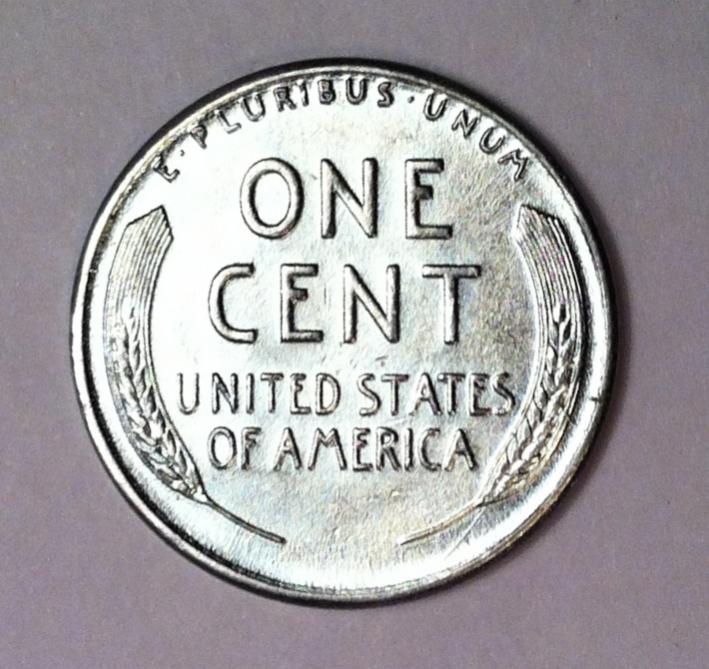 E·PLURIBUS·UNUM
ONE
CENT
UNITED STATES
OF AMERICA